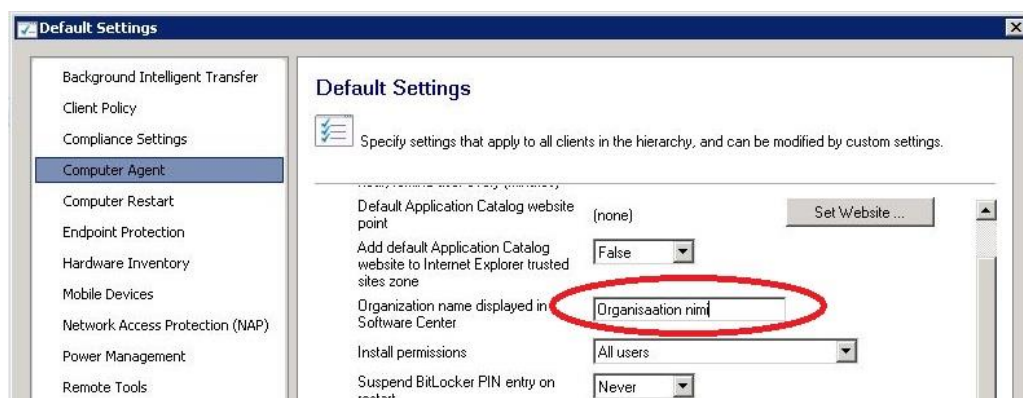 Default Settings
Background Intelligent Transfer
Client Policy
Compliance Settings
Computer Agent
Computer Restart
Endpoint Protection
Hardware Inventory
Mobile Devices
Network Access Protection (NAP)
Power Management
Remote Tools
Default Settings
Specify settings that apply to all clients in the hierarchy, and can be modified by custom settings.
Default Application Catalog website
point
(none)
Set Website ...
Add default Application Catalog
website to Internet Explorer trusted
sites zone
False
Organization name displayed in
Software Center
Organisaation nimi
Install permissions
All users
Suspend BitLocker PIN entry on
restart
Never